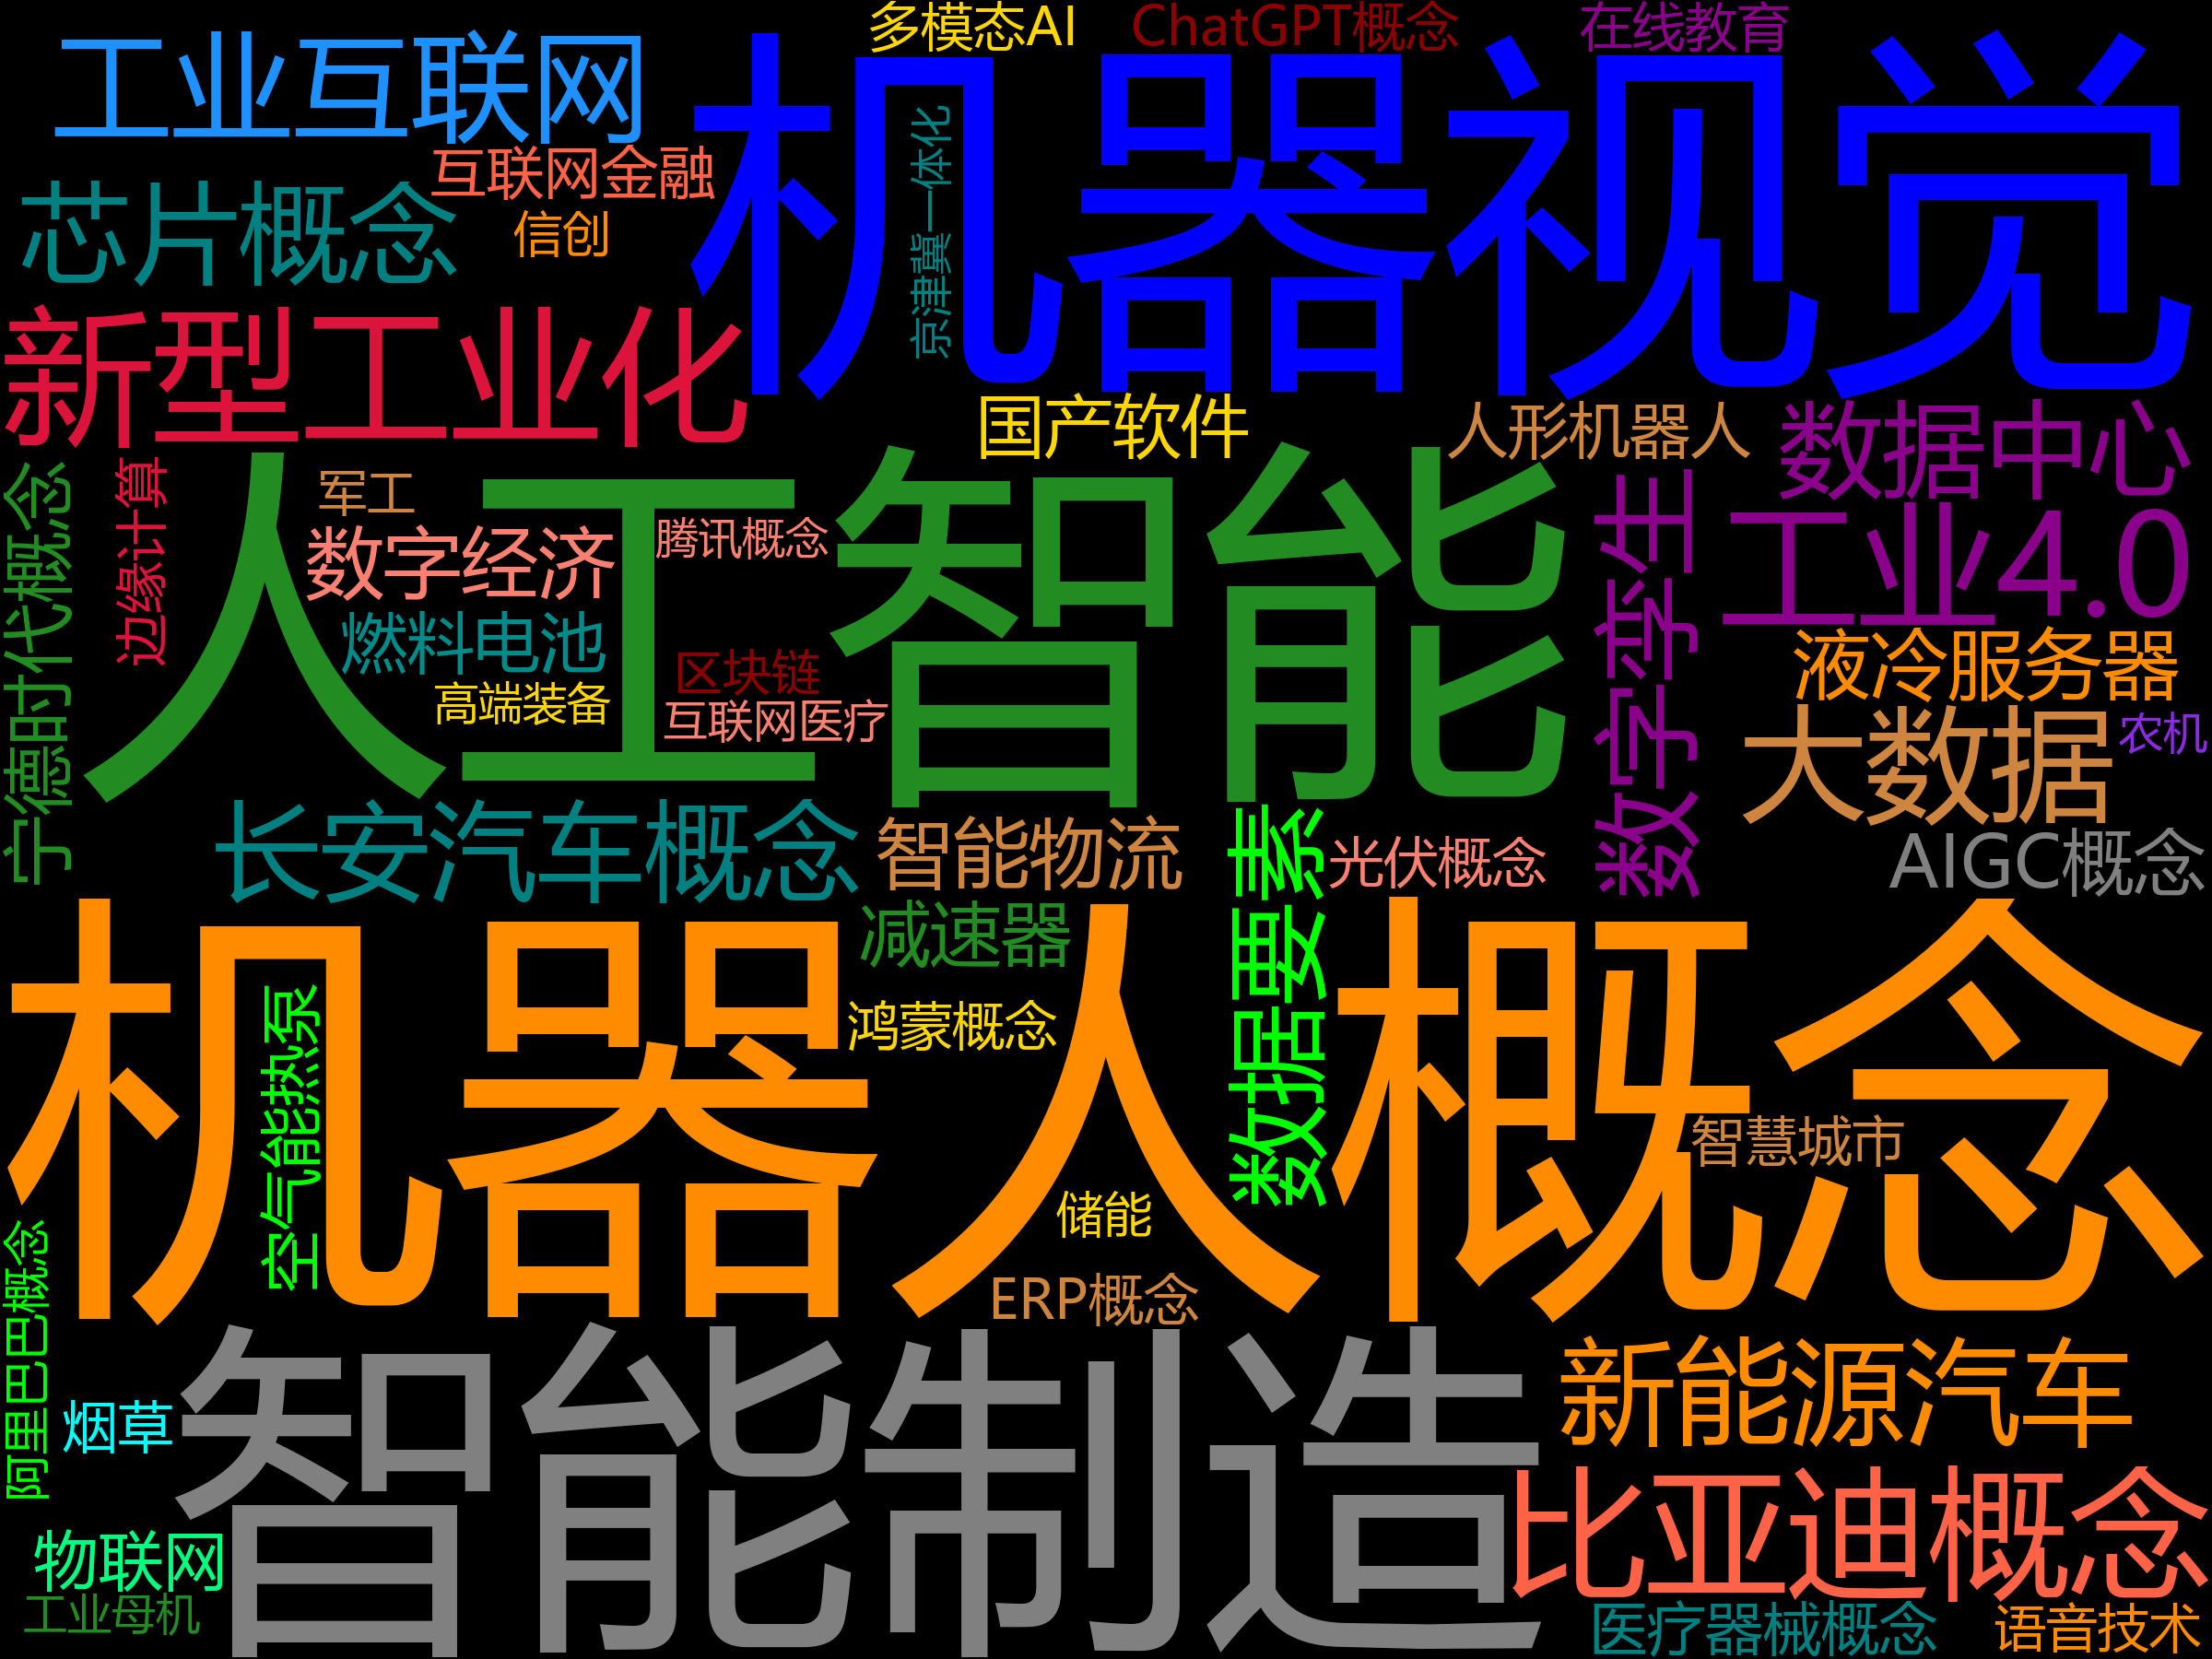 多模态AI
ChatGPT概念
在线教育
工业互联网
机器视觉
互联网金融
京津冀一体化
芯片概念
信创
新型工业化
国产软件
人形机器人
数据中心
宁德时代概念
边缘计算
军工
人工智能
数字孪生
工业4.0
数字经济
腾讯概念
燃料电池
液冷服务器
区块链
高端装备
互联网医疗
大数据
农机
长安汽车概念
智能物流
数据要素
光伏概念
AIGC概念
减速器
机器人概念
空气能热泵
鸿蒙概念
智慧城市
储能
阿里巴巴概念
ERP概念
智能制造
新能源汽车
烟草
比亚迪概念
物联网
工业母机
医疗器械概念
语音技术